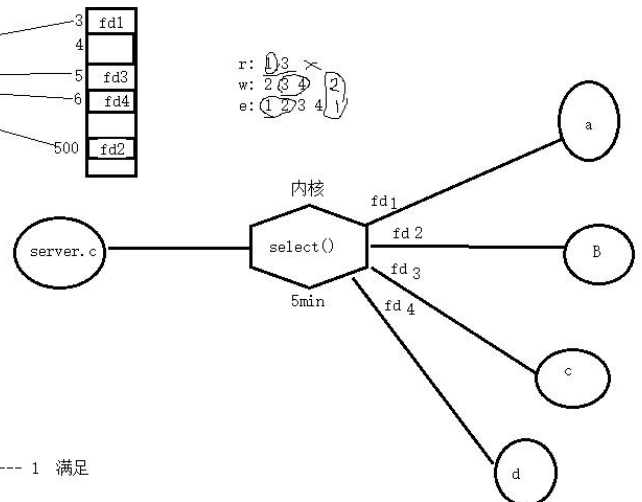 3 fd1
4
5 fd3
6 fd4
500 fd2
r: 1 3
w: 2 3 4 2
e: 1 2 3 4 1
a
内核
fd1
fd 2
B
server.c
select()
fd 3
5min
fd 4
c
--- 1 满足
d